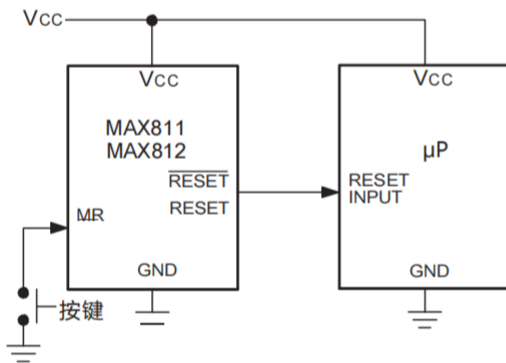 VCC
VCC
MAX811
MAX812
RESET
RESET
MR
GND
按键
µP
RESET
INPUT
GND
VCC